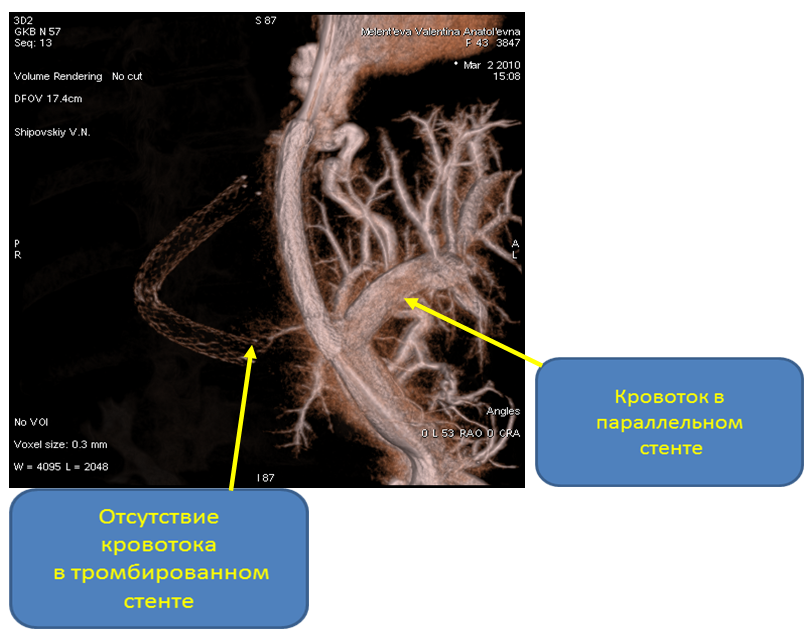 3D2
GKB N 57
Seq: 13
S 87
Melent'eva Valentina Anatol'evna
F 43 3847
* Mar 2 2010
15:08
Volume Rendering No cut
DFOV 17.4cm
Shipovskiy V.N.
P
R
A
L
No VOI
Voxel size: 0.3 mm
W = 4095 L = 2048
Angles
0 L 53 RAO 0 CRA
I 87
Кровоток в
параллельном
стенте
Отсутствие
кровотока
в тромбированном
стенте